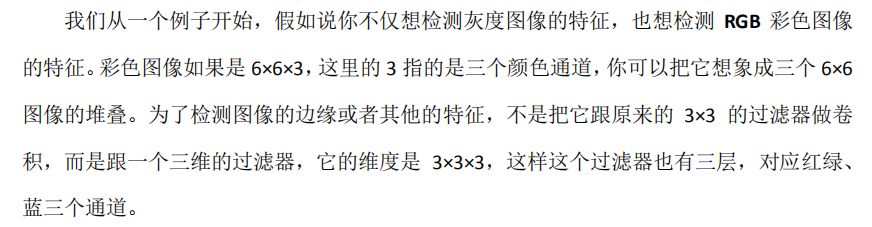 我们从一个例子开始，假如说你不仅想检测灰度图像的特征，也想检测 RGB 彩色图像
的特征。彩色图像如果是 6×6×3，这里的 3 指的是三个颜色通道，你可以把它想象成三个 6×6
图像的堆叠。为了检测图像的边缘或者其他的特征，不是把它跟原来的 3×3 的过滤器做卷
积，而是跟一个三维的过滤器，它的维度是 3×3×3，这样这个过滤器也有三层，对应红绿、
蓝三个通道。